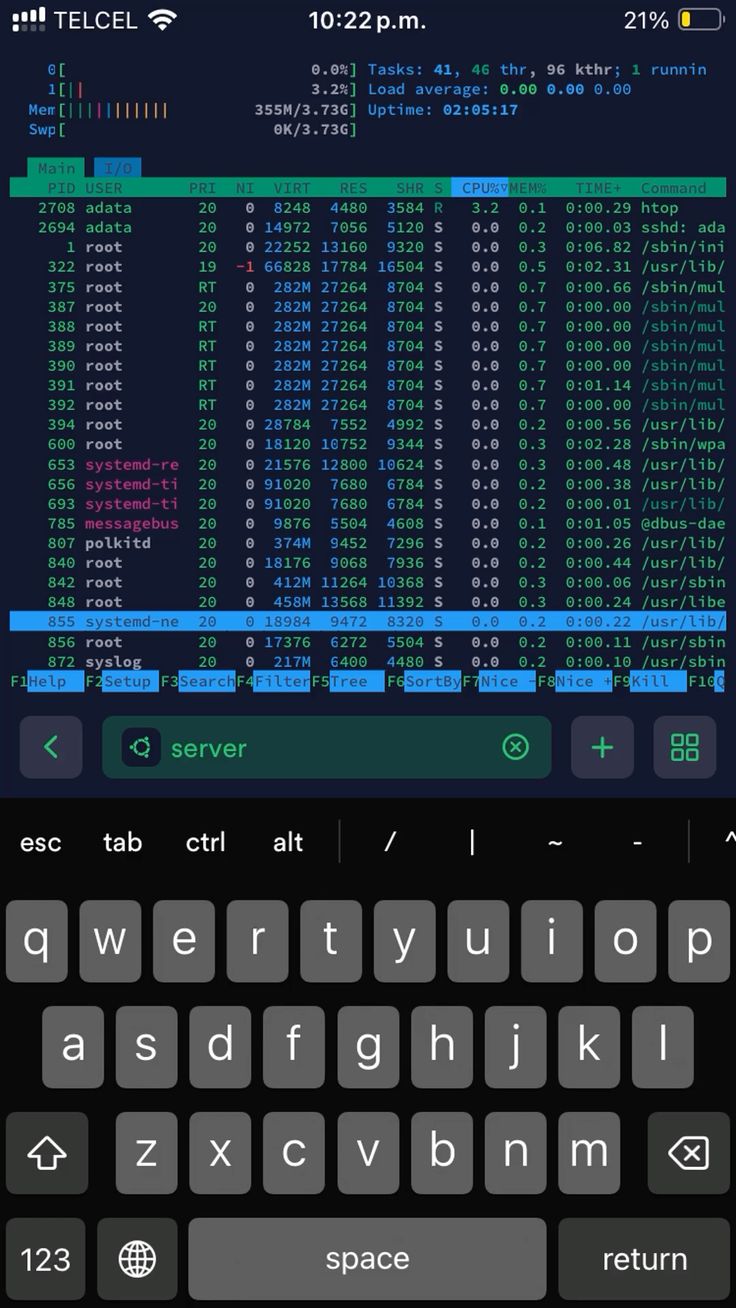 TELCEL 10:22 p.m. 21%
0[ 0.0%] Tasks: 41, 46 thr, 96 kthr; 1 runnin
1[|| 3.2%] Load average: 0.00 0.00 0.00
Mem[||||||||||| 355M/3.73G] Uptime: 02:05:17
Swp[ 0K/3.73G]
Main I/O
PID USER PRI NI VIRT RES SHR S CPU%▽MEM% TIME+ Command
2708 adata 20 0 8248 4480 3584 R 3.2 0.1 0:00.29 htop
2694 adata 20 0 14972 7056 5120 S 0.0 0.2 0:00.03 sshd: ada
1 root 20 0 22252 13160 9320 S 0.0 0.3 0:06.82 /sbin/ini
322 root 19 -1 66828 17784 16504 S 0.0 0.5 0:02.31 /usr/lib/
375 root RT 0 282M 27264 8704 S 0.0 0.7 0:00.66 /sbin/mul
387 root 20 0 282M 27264 8704 S 0.0 0.7 0:00.00 /sbin/mul
388 root RT 0 282M 27264 8704 S 0.0 0.7 0:00.00 /sbin/mul
389 root RT 0 282M 27264 8704 S 0.0 0.7 0:00.00 /sbin/mul
390 root RT 0 282M 27264 8704 S 0.0 0.7 0:00.00 /sbin/mul
391 root RT 0 282M 27264 8704 S 0.0 0.7 0:01.14 /sbin/mul
392 root RT 0 282M 27264 8704 S 0.0 0.7 0:00.00 /sbin/mul
394 root 20 0 28784 7552 4992 S 0.0 0.2 0:00.56 /usr/lib/
600 root 20 0 18120 10752 9344 S 0.0 0.3 0:02.28 /sbin/wpa
653 systemd-re 20 0 21576 12800 10624 S 0.0 0.3 0:00.48 /usr/lib/
656 systemd-ti 20 0 91020 7680 6784 S 0.0 0.2 0:00.38 /usr/lib/
693 systemd-ti 20 0 91020 7680 6784 S 0.0 0.2 0:00.01 /usr/lib/
785 messagebus 20 0 9876 5504 4608 S 0.0 0.1 0:01.05 @dbus-dae
807 polkitd 20 0 374M 9452 7296 S 0.0 0.2 0:00.26 /usr/lib/
840 root 20 0 18176 9068 7936 S 0.0 0.2 0:00.44 /usr/lib/
842 root 20 0 412M 11264 10368 S 0.0 0.3 0:00.06 /usr/sbin
848 root 20 0 458M 13568 11392 S 0.0 0.3 0:00.24 /usr/libe
855 systemd-ne 20 0 18984 9472 8320 S 0.0 0.2 0:00.22 /usr/lib/
856 root 20 0 17376 6272 5504 S 0.0 0.2 0:00.11 /usr/sbin
872 syslog 20 0 217M 6400 4480 S 0.0 0.2 0:00.10 /usr/sbin
F1Help F2Setup F3SearchF4FilterF5Tree F6SortByF7Nice -F8Nice +F9Kill F10Q
server
esc tab ctrl alt / | ~ - ^
q w e r t y u i o p
a s d f g h j k l
z x c v b n m
123 space return